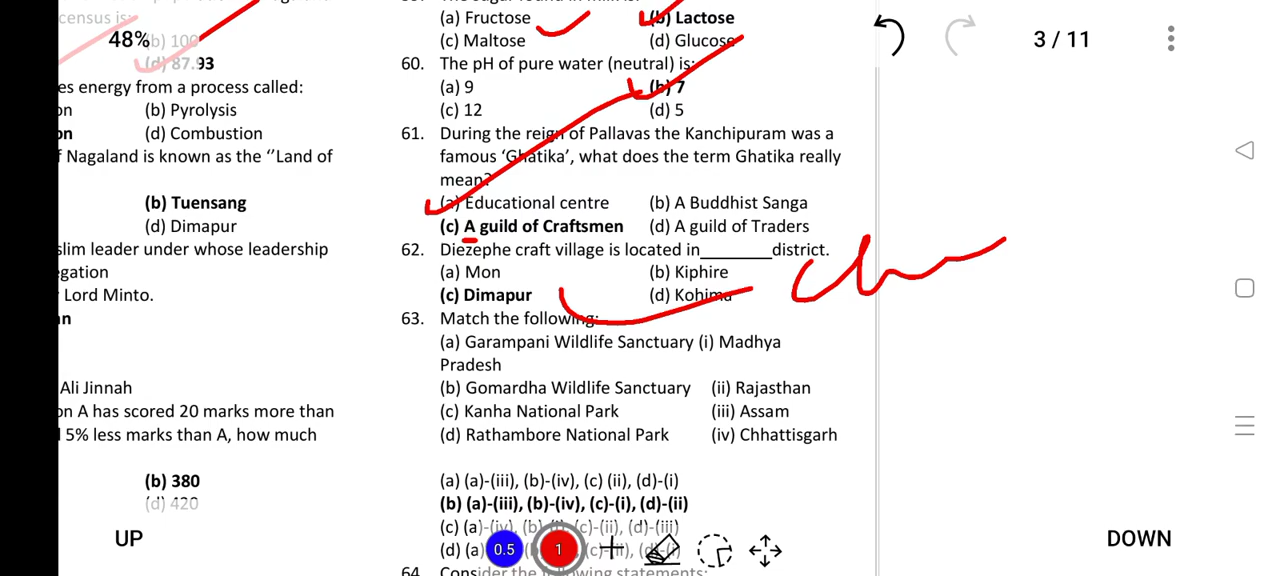 census is:
48%
(b) 100
(d) 87.93
es energy from a process called:
on (b) Pyrolysis
on (d) Combustion
f Nagaland is known as the ‘’Land of
(b) Tuensang
(d) Dimapur
slim leader under whose leadership
egation
Lord Minto.
an
Ali Jinnah
on A has scored 20 marks more than
5% less marks than A, how much
(b) 380
(d) 420
UP
(a) Fructose (b) Lactose
(c) Maltose (d) Glucose
60. The pH of pure water (neutral) is:
(a) 9 (b) 7
(c) 12 (d) 5
61. During the reign of Pallavas the Kanchipuram was a
famous ‘Ghatika’, what does the term Ghatika really
mean?
(a) Educational centre (b) A Buddhist Sanga
(c) A guild of Craftsmen (d) A guild of Traders
62. Diezephe craft village is located in_______district.
(a) Mon (b) Kiphire
(c) Dimapur (d) Kohima
63. Match the following:
(a) Garampani Wildlife Sanctuary (i) Madhya
Pradesh
(b) Gomardha Wildlife Sanctuary (ii) Rajasthan
(c) Kanha National Park (iii) Assam
(d) Rathambore National Park (iv) Chhattisgarh
(a) (a)-(iii), (b)-(iv), (c) (ii), (d)-(i)
(b) (a)-(iii), (b)-(iv), (c)-(i), (d)-(ii)
(c) (a)-(iv), (c)-(ii), (d)-(iii)
(d) (a)
0.5 1
64. Consider the following statements:
3 / 11
DOWN